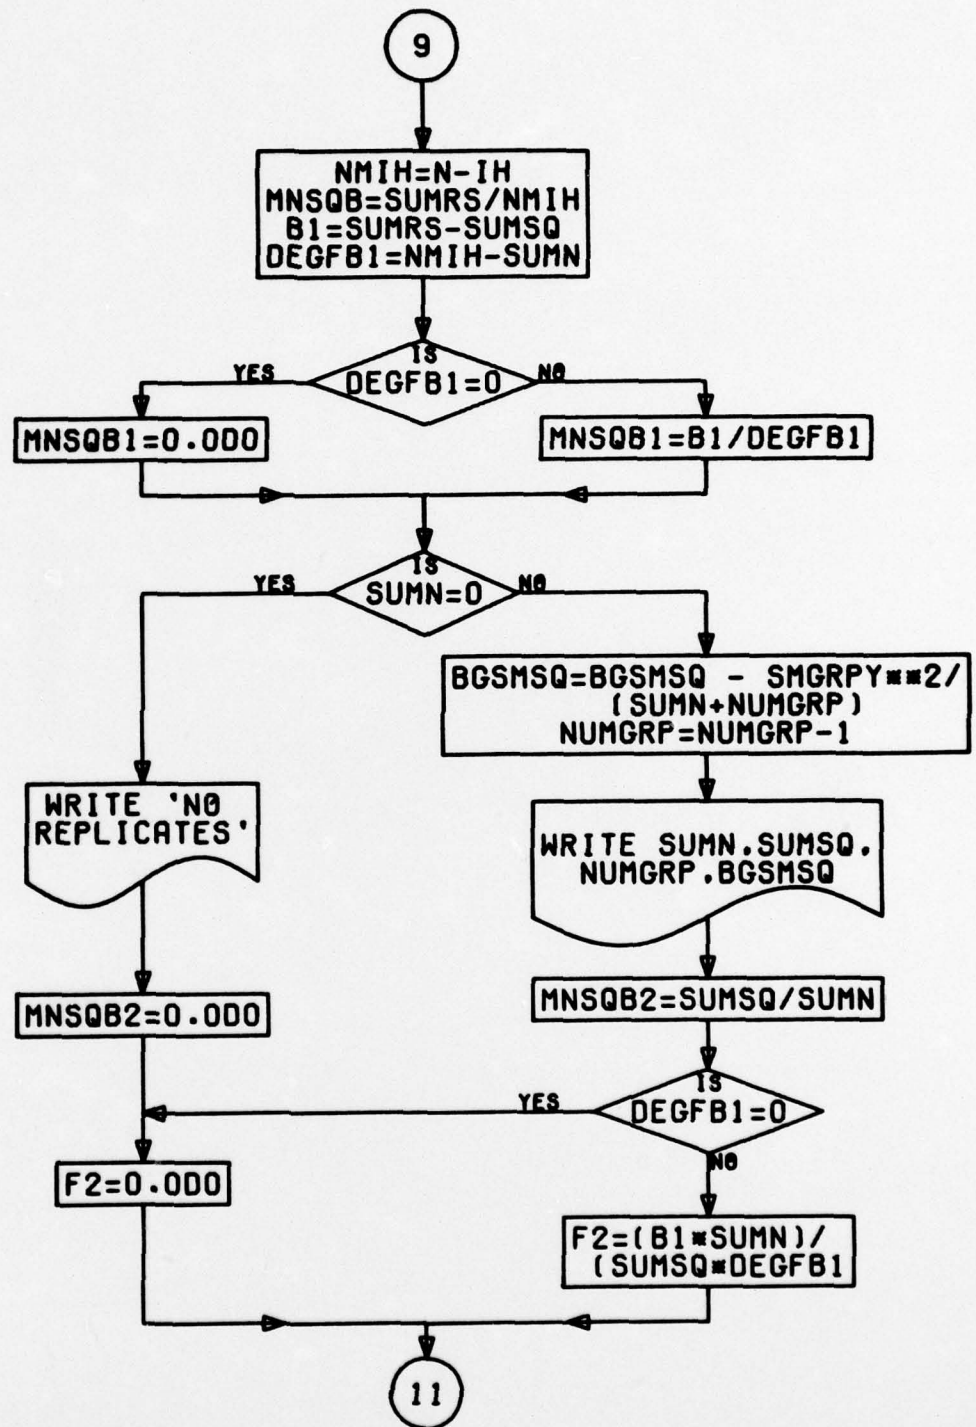 9
NMIH=N-IH
MNSQB=SUMRS/NMIH
B1=SUMRS-SUMSQ
DEGFB1=NMIH-SUMN
IS
DEGFB1=0
YES
NO
MNSQB1=0.0D0
MNSQB1=B1/DEGFB1
IS
SUMN=0
YES
NO
BGSMSQ=BGSMSQ - SMGRPY**2/
(SUMN+NUMGRP)
NUMGRP=NUMGRP-1
WRITE 'NO
REPLICATES'
WRITE SUMN.SUMSQ.
NUMGRP.BGSMSQ
MNSQB2=0.0D0
MNSQB2=SUMSQ/SUMN
IS
DEGFB1=0
YES
NO
F2=0.0D0
F2=(B1*SUMN)/
(SUMSQ*DEGFB1
11